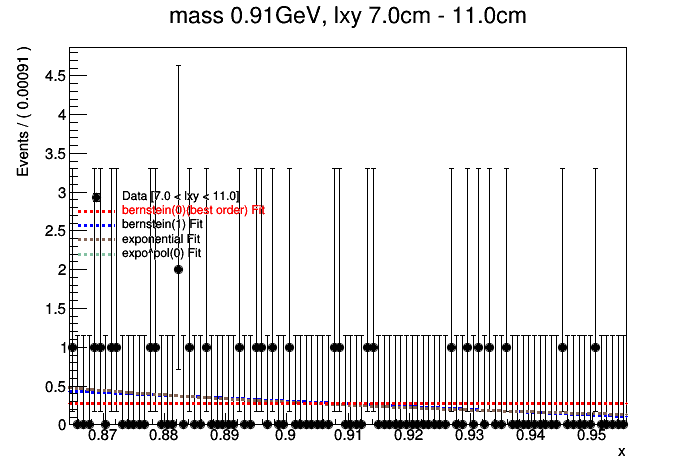 mass 0.91GeV, lxy 7.0cm - 11.0cm
Events / ( 0.00091 )
4.5
4
3.5
3
2.5
2
1.5
1
0.5
0
Data [7.0 < lxy < 11.0]
bernstein(0)(best order) Fit
bernstein(1) Fit
exponential Fit
expo^pol(0) Fit
0.87 0.88 0.89 0.9 0.91 0.92 0.93 0.94 0.95
x